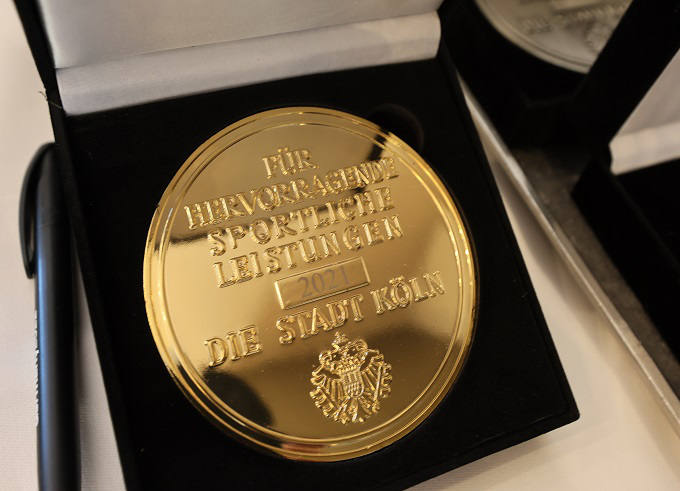 FÜR
HERVORRAGENDE
SPORTLICHE
LEISTUNGEN
2021
DIE STADT KÖLN